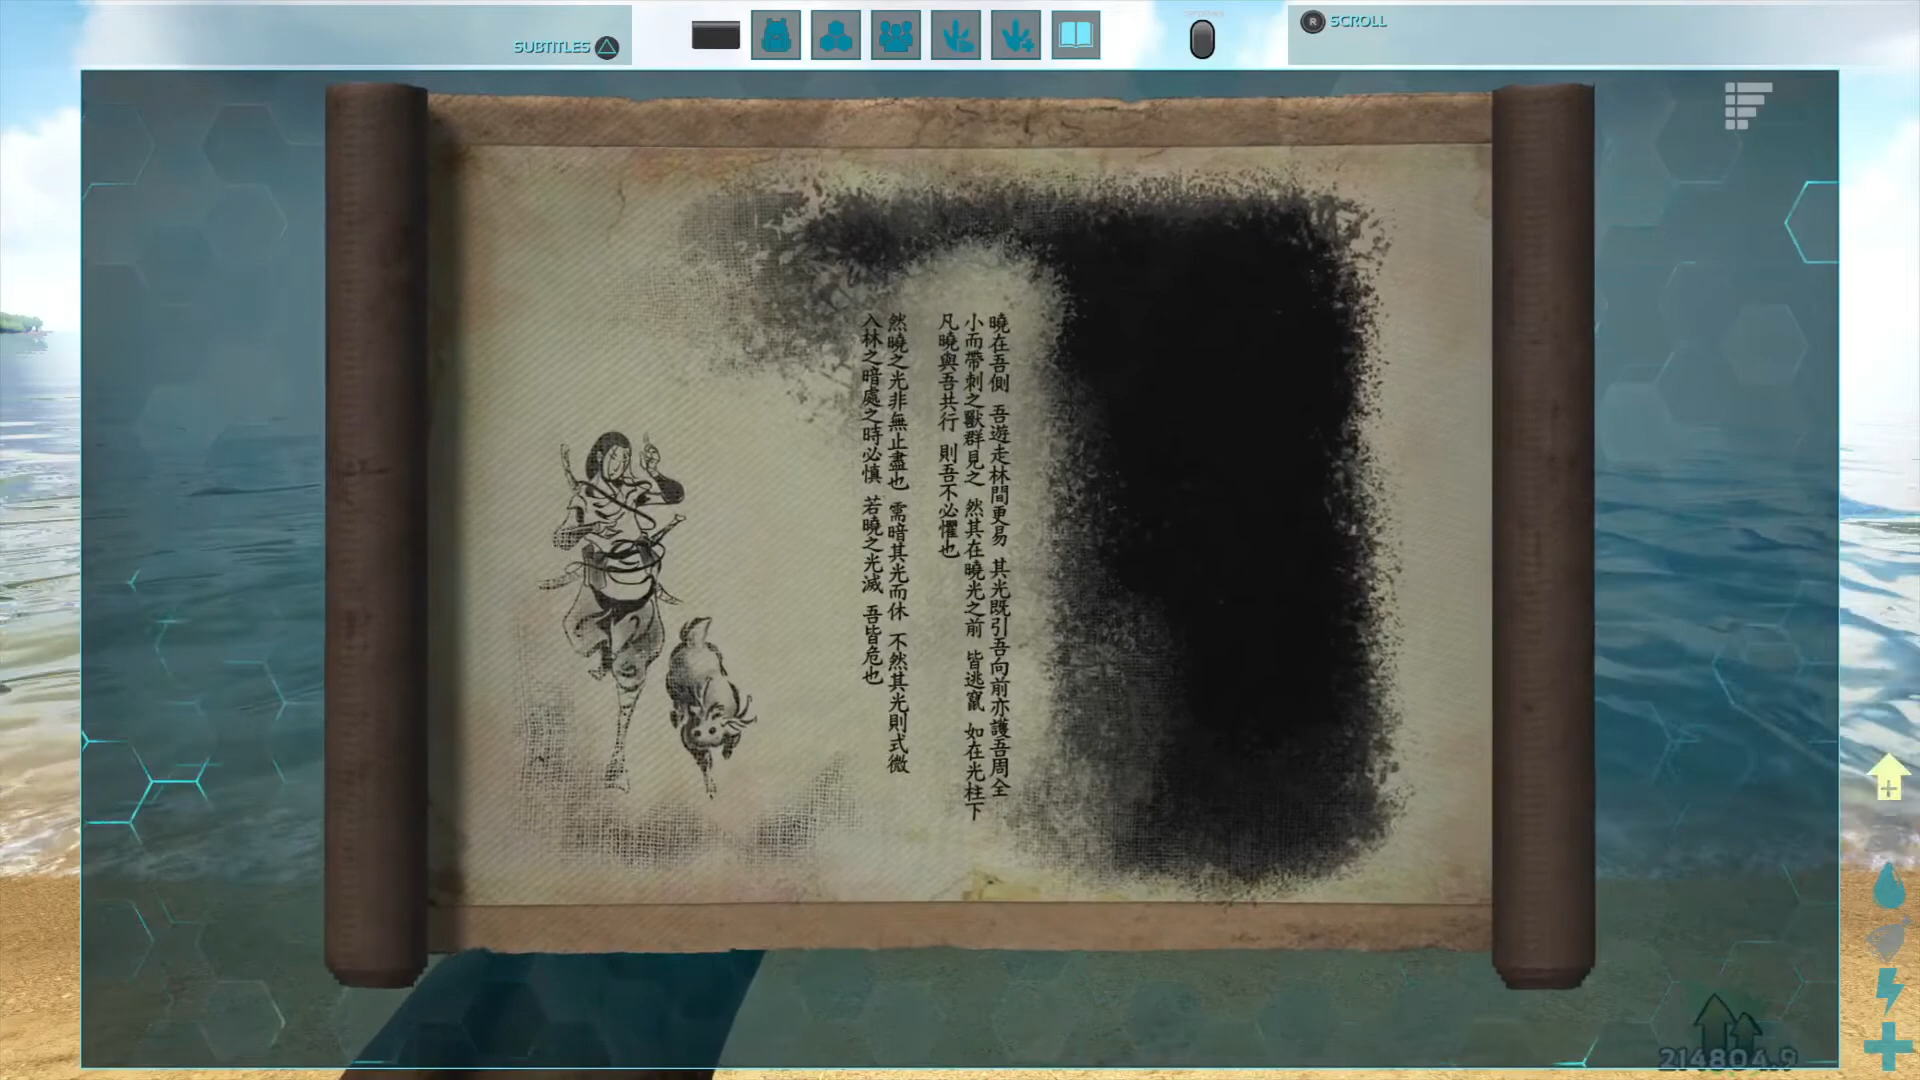 SUBTITLES
SCROLL
曉在吾側 吾遊走林間更易 其光既引吾向前亦護吾周全
小而帶刺之獸群見之 然其在曉光之前 皆逃竄 如在光柱下
凡曉與吾共行 則吾不必懼也
然曉之光非無止盡也 需暗其光而休 不然其光則式微
入林之暗處之時必慎 若曉之光滅 吾皆危也
214804.9